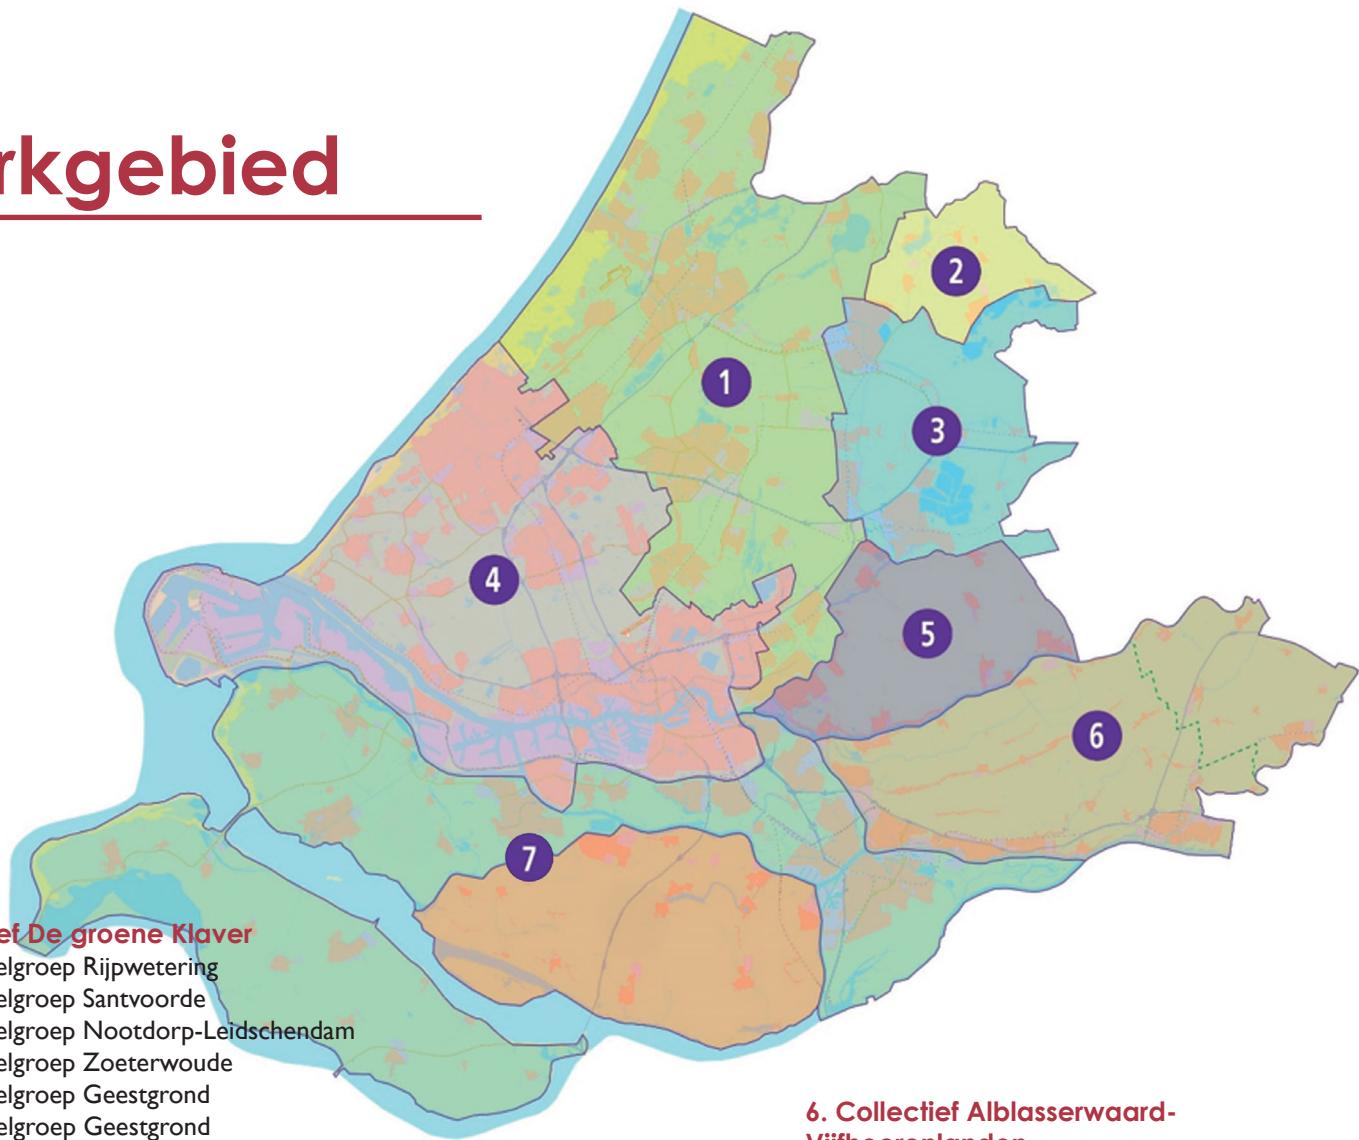 rkgebied
2
1
3
4
5
6
7
ef De groene Klaver
elgroep Rijpwetering
elgroep Santvoorde
elgroep Nootdorp-Leidschendam
elgroep Zoeterwoude
elgroep Geestgrond
elgroep Geestgrond
6. Collectief Alblasserwaard-
Vijfheerenlanden